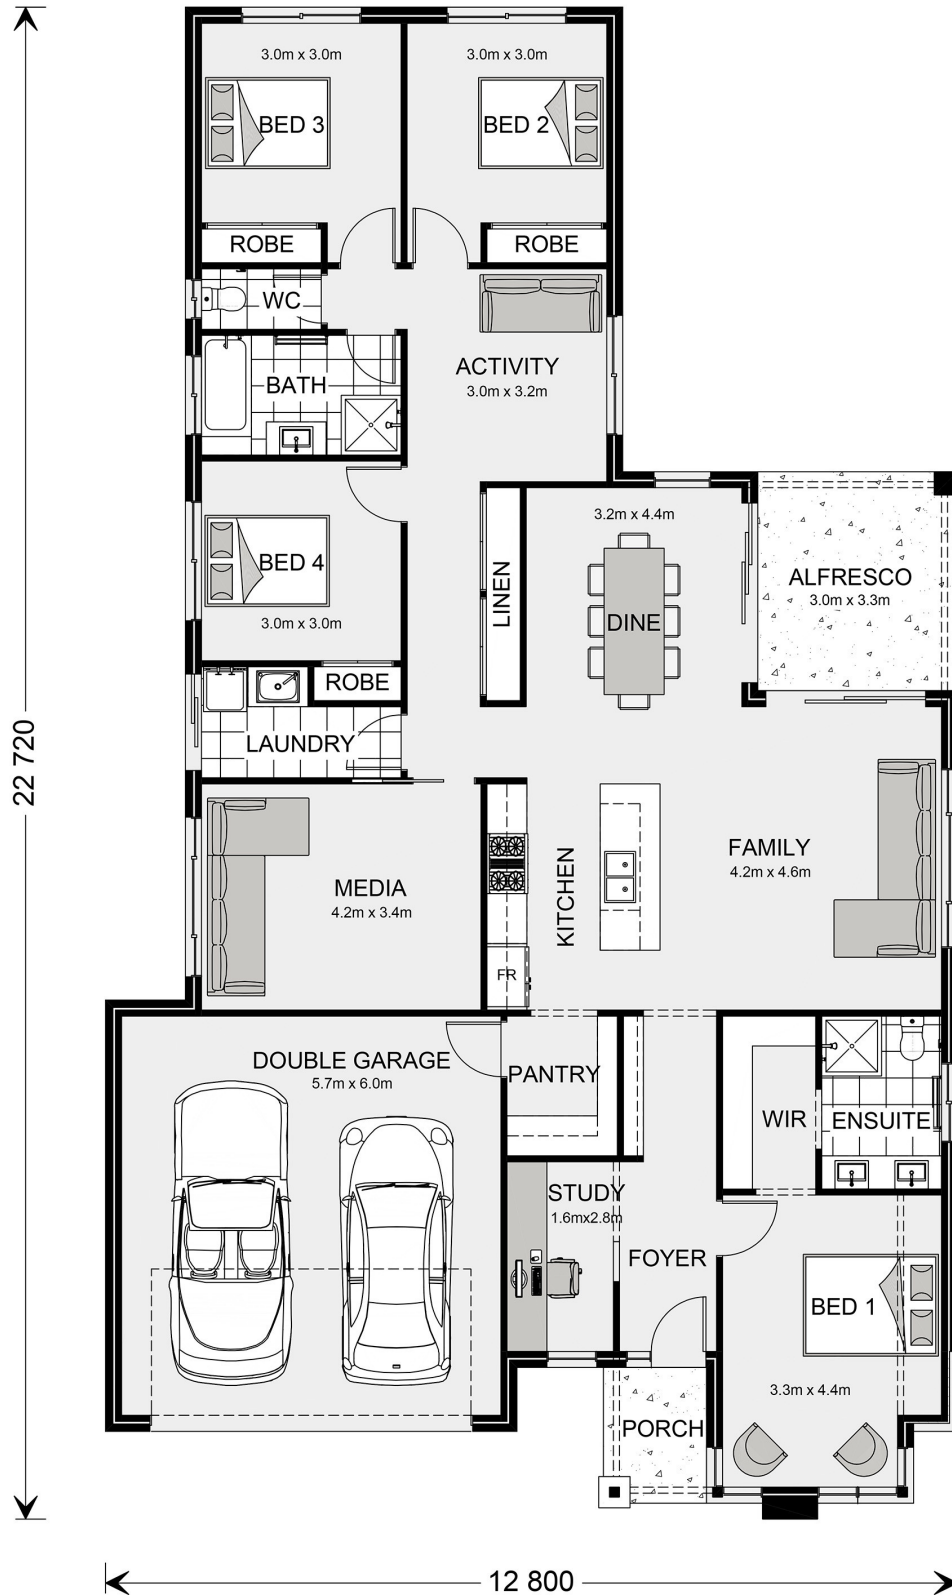 3.0m x 3.0m
3.0m x 3.0m
BED 3
BED 2
ROBE
ROBE
WC
ACTIVITY
3.0m x 3.2m
BATH
3.2m x 4.4m
BED 4
LINEN
ALFRESCO
3.0m x 3.3m
3.0m x 3.0m
DINE
ROBE
LAUNDRY
22 720
FAMILY
4.2m x 4.6m
MEDIA
4.2m x 3.4m
KITCHEN
FR
DOUBLE GARAGE
5.7m x 6.0m
PANTRY
WIR
ENSUITE
STUDY
1.6mx2.8m
FOYER
BED 1
3.3m x 4.4m
PORCH
12 800